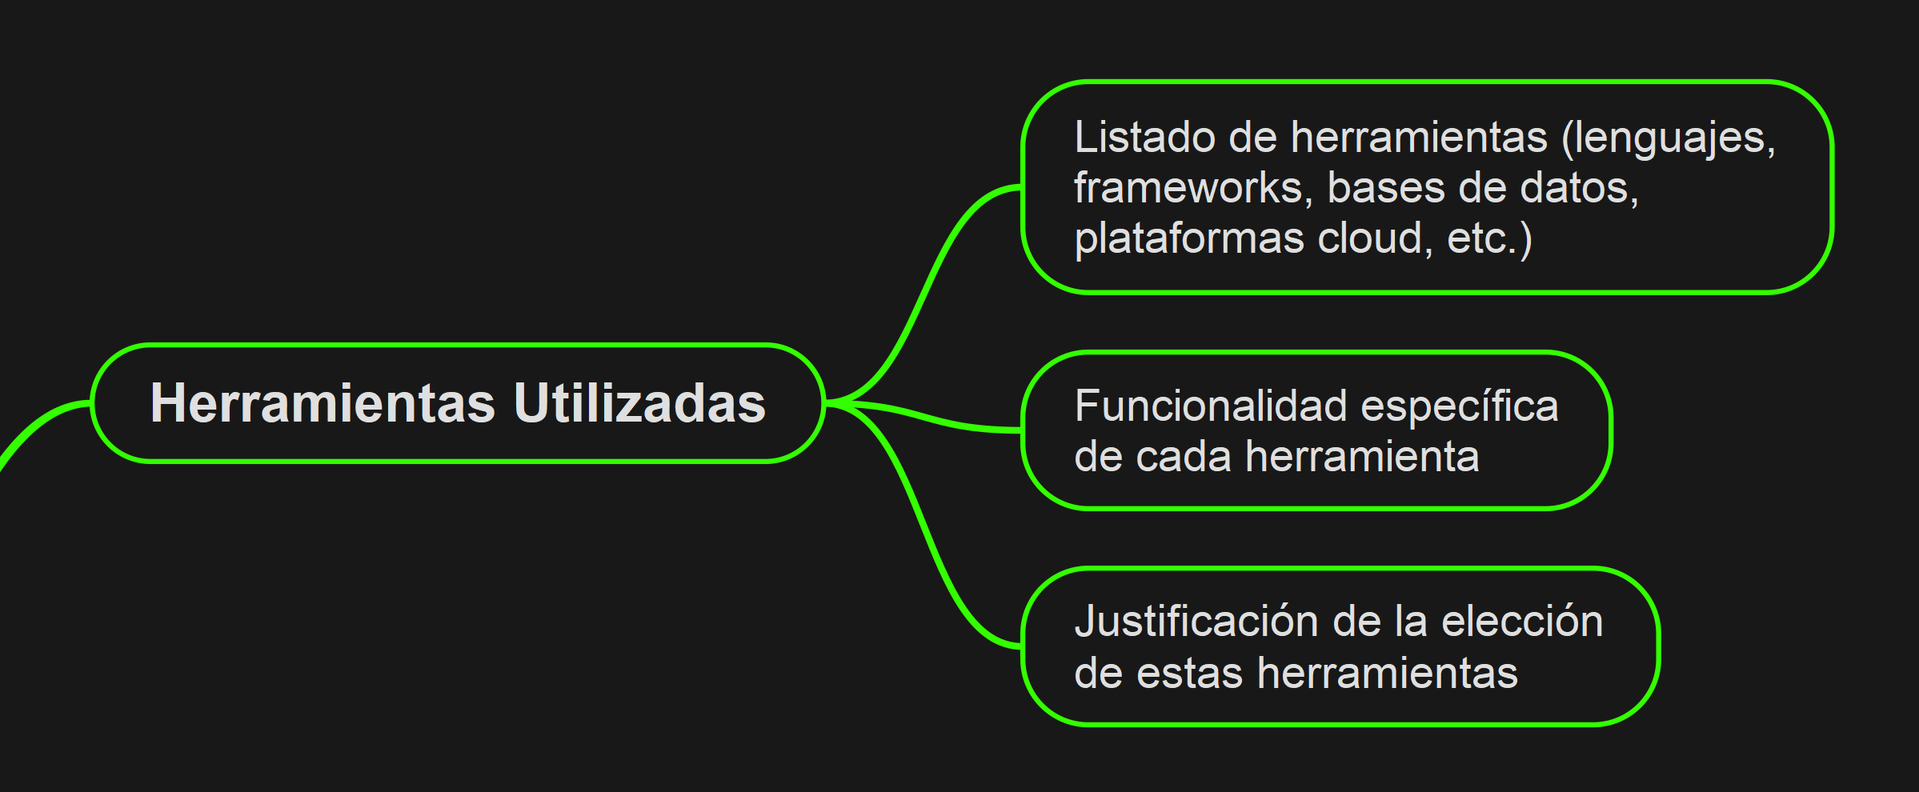 Herramientas Utilizadas
Listado de herramientas (lenguajes,
frameworks, bases de datos,
plataformas cloud, etc.)
Funcionalidad específica
de cada herramienta
Justificación de la elección
de estas herramientas